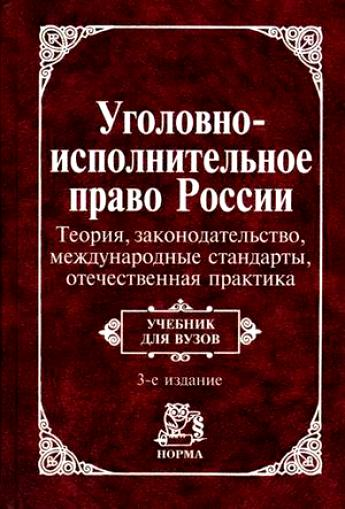 Уголовно-
исполнительное
право России
Теория, законодательство,
международные стандарты,
отечественная практика
УЧЕБНИК
ДЛЯ ВУЗОВ
3-е издание
НОРМА